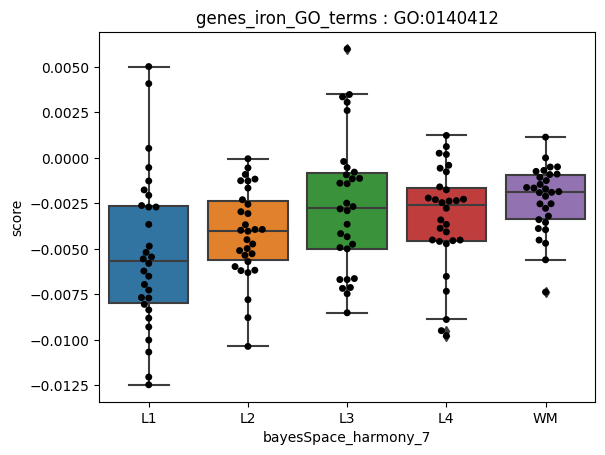 genes_iron_GO_terms : GO:0140412
score
0.0050
0.0025
0.0000
−0.0025
−0.0050
−0.0075
−0.0100
−0.0125
L1 L2 L3 L4 WM
bayesSpace_harmony_7